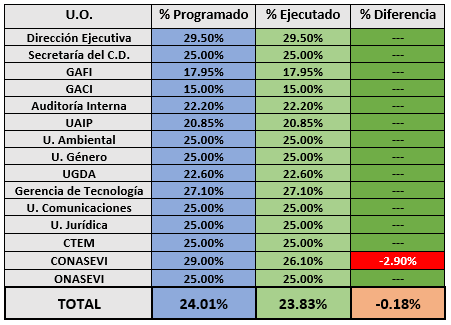 U.O. % Programado % Ejecutado % Diferencia
Dirección Ejecutiva 29.50% 29.50% ---
Secretaría del C.D. 25.00% 25.00% ---
GAFI 17.95% 17.95% ---
GACI 15.00% 15.00% ---
Auditoría Interna 22.20% 22.20% ---
UAIP 20.85% 20.85% ---
U. Ambiental 25.00% 25.00% ---
U. Género 25.00% 25.00% ---
UGDA 22.60% 22.60% ---
Gerencia de Tecnología 27.10% 27.10% ---
U. Comunicaciones 25.00% 25.00% ---
U. Jurídica 25.00% 25.00% ---
CTEM 25.00% 25.00% ---
CONASEVI 29.00% 26.10% -2.90%
ONASEVI 25.00% 25.00% ---
TOTAL 24.01% 23.83% -0.18%